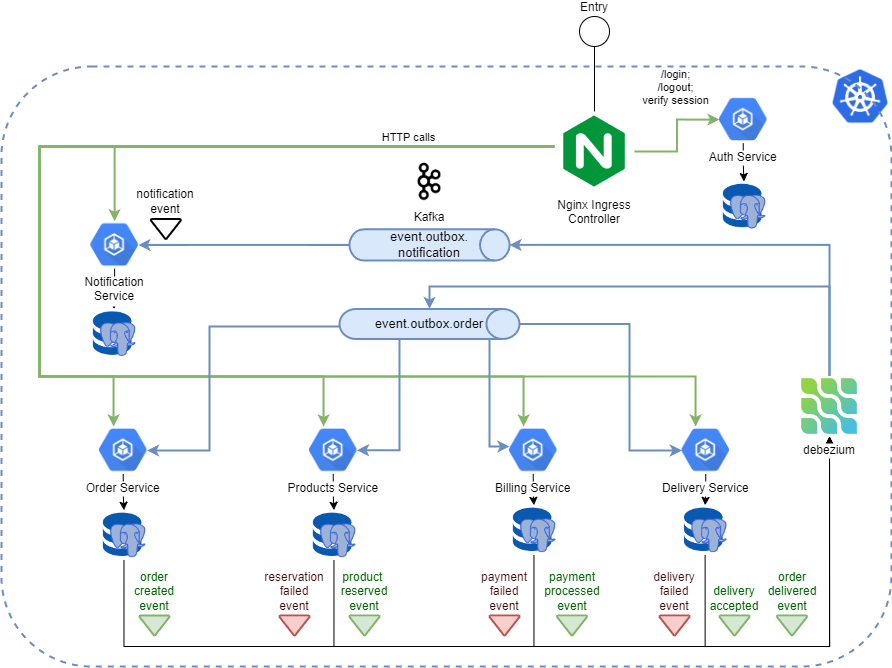 Entry
/login;
/logout;
verify session
HTTP calls
Auth Service
N
Nginx Ingress
Controller
Kafka
notification
event
event.outbox.
notification
Notification
Service
event.outbox.order
debezium
Order Service
Products Service
Billing Service
Delivery Service
order
created
event
reservation
failed
event
product
reserved
event
payment
failed
event
payment
processed
event
delivery
failed
event
delivery
accepted
order
delivered
event